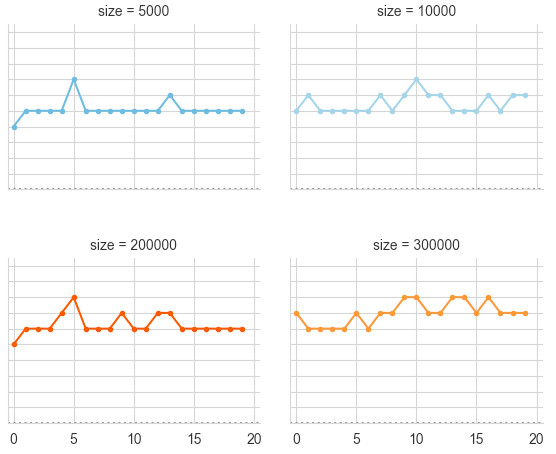 size = 5000
size = 10000
size = 200000
size = 300000
0 5 10 15 20
0 5 10 15 20